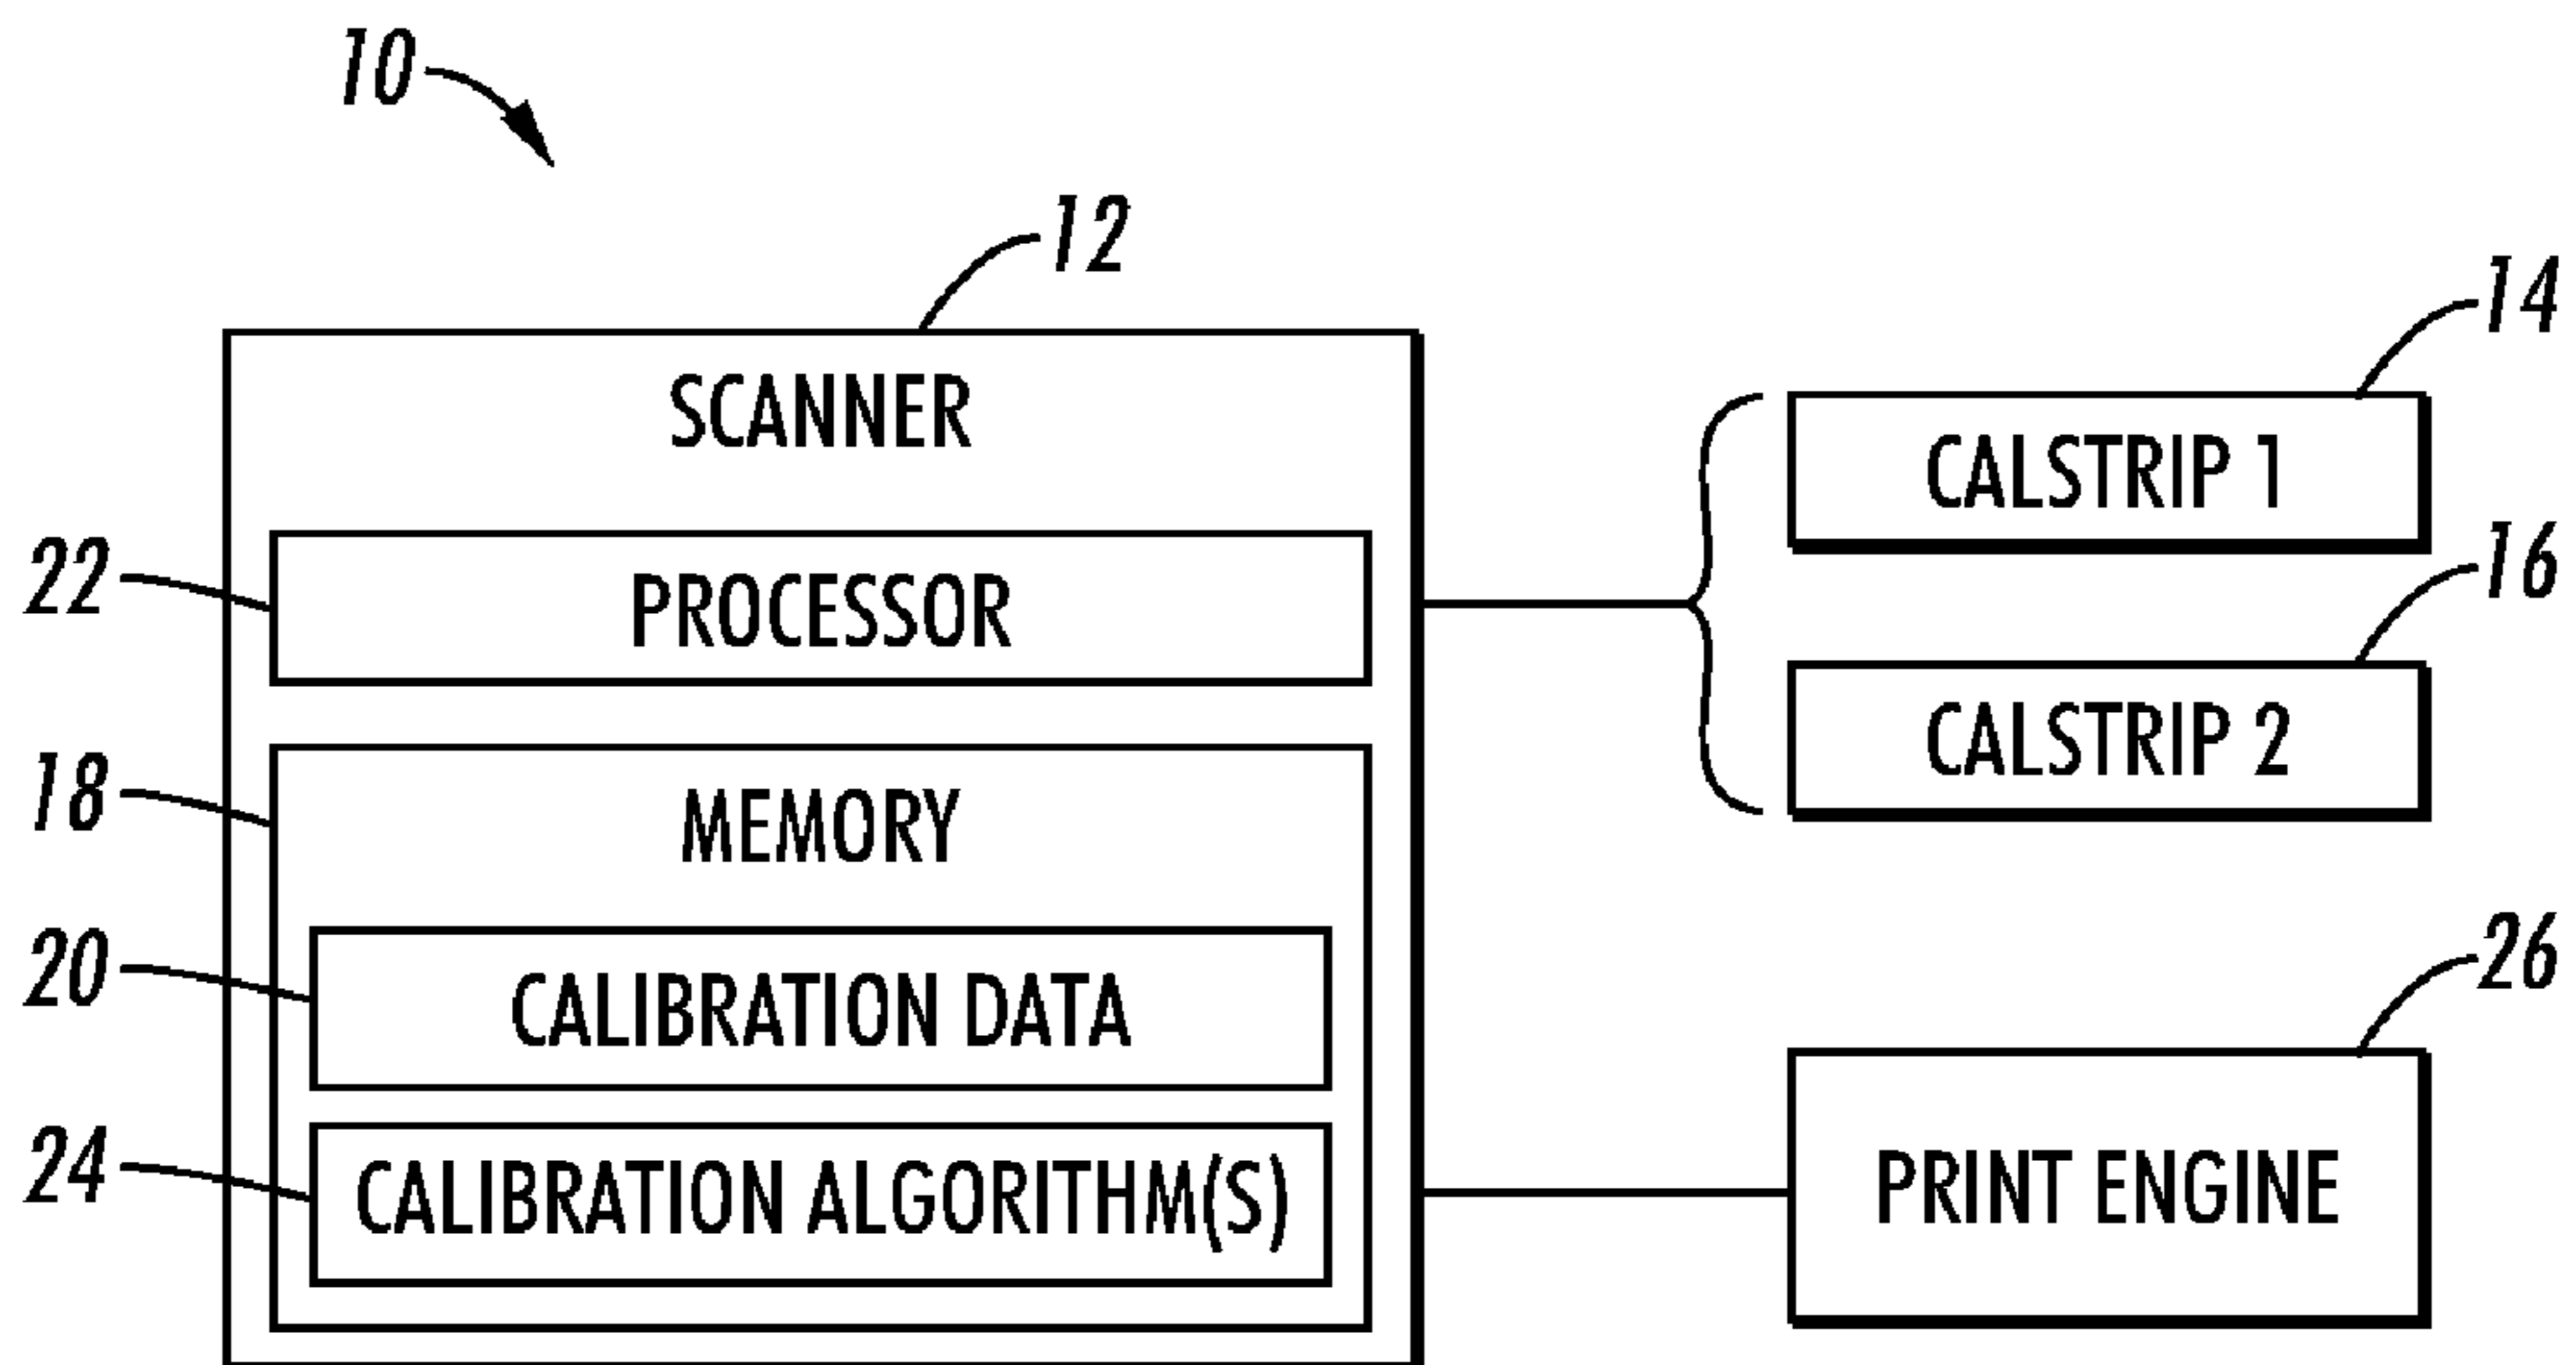 10
12
SCANNER
22
PROCESSOR
18
MEMORY
20
CALIBRATION DATA
24
CALIBRATION ALGORITHM(S)
14
CALSTRIP 1
16
CALSTRIP 2
26
PRINT ENGINE